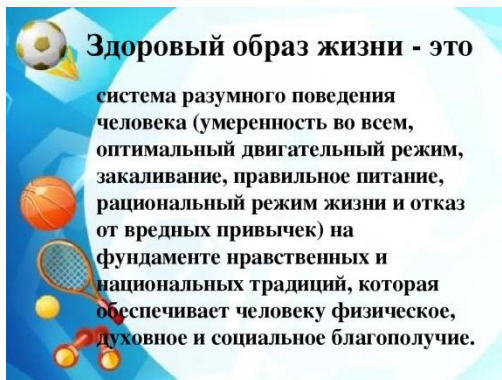 Здоровый образ жизни - это
система разумного поведения
человека (умеренность во всем,
оптимальный двигательный режим,
закаливание, правильное питание,
рациональный режим жизни и отказ
от вредных привычек) на
фундаменте нравственных и
национальных традиций, которая
обеспечивает человеку физическое,
духовное и социальное благополучие.